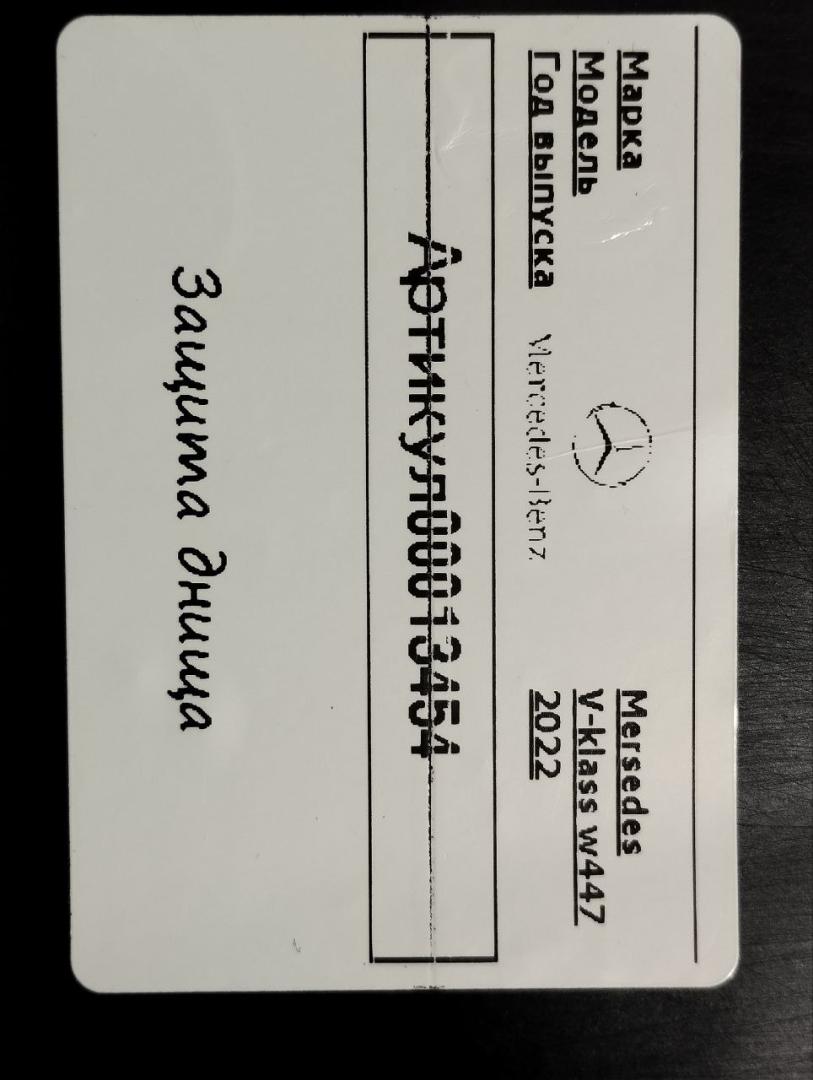 Марка Mersedes
Модель V-klass w447
Год выпуска 2022
Mercedes-Benz
Артикул00013454
Защита днища